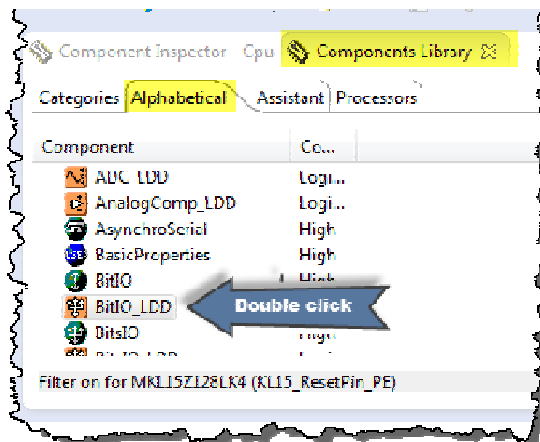 Component Inspector - Cpu Components Library
Categories Alphabetical Assistant Processors
Component Co...
ADC_LDD Logi...
AnalogComp_LDD Logi...
AsynchroSerial High
BasicProperties High
BitIO High
BitIO_LDD Double click
BitsIO High
Filter on for MKL15Z128LK4 (KL15_ResetPin_PE)